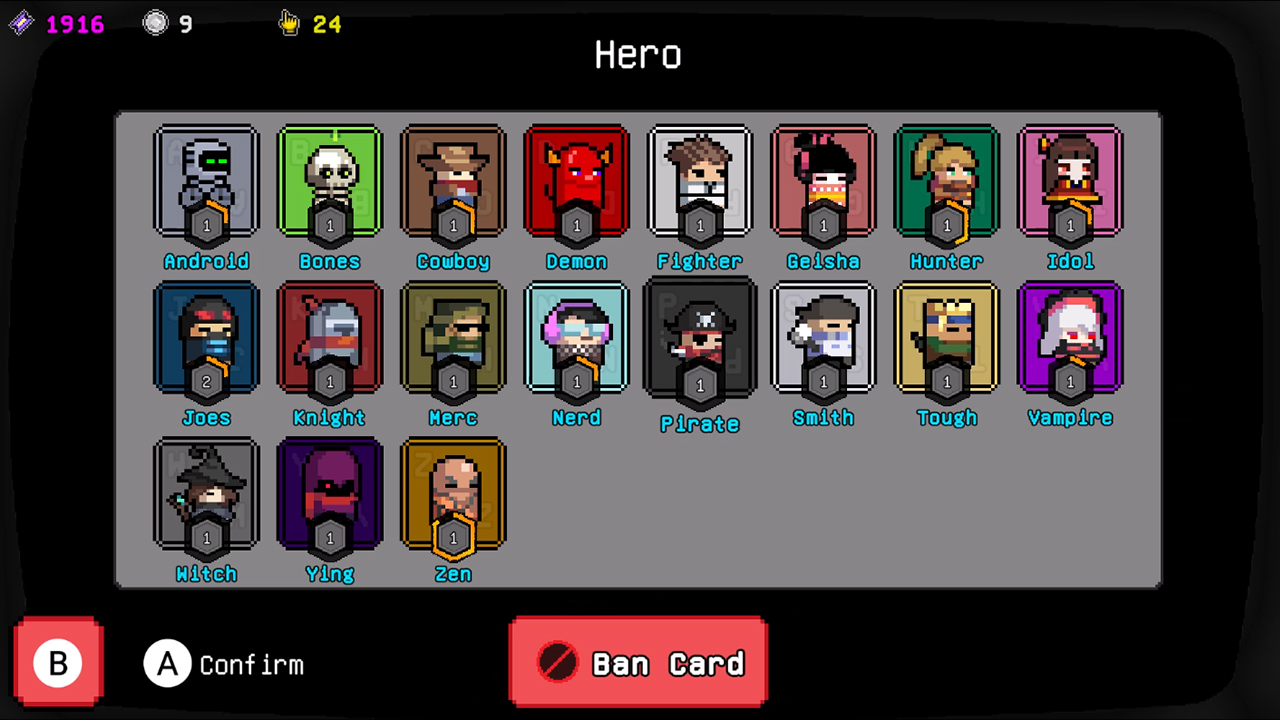 1916 9 24
Hero
1 1 1 1 1 1 1 1
Android Bones Cowboy Demon Fighter Geisha Hunter Idol
2 1 1 1 1 1 1 1
Joes Knight Merc Nerd Pirate Smith Tough Vampire
1 1 1
Witch Ying Zen
B A Confirm Ban Card